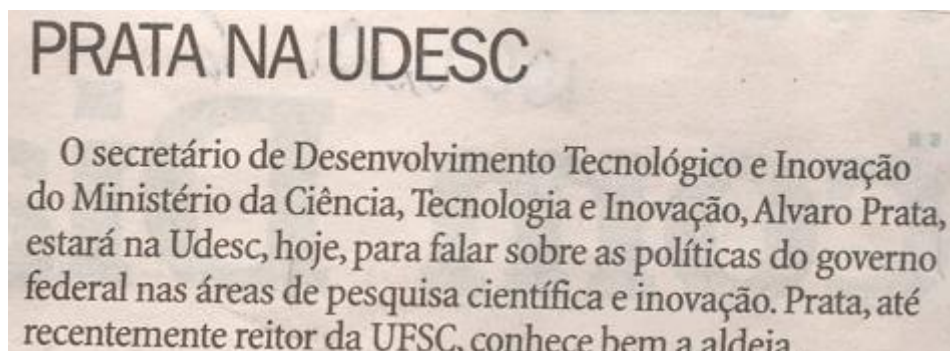 PRATA NA UDESC
O secretário de Desenvolvimento Tecnológico e Inovação
do Ministério da Ciência, Tecnologia e Inovação, Alvaro Prata,
estará na Udesc, hoje, para falar sobre as políticas do governo
federal nas áreas de pesquisa científica e inovação. Prata, até
recentemente reitor da UFSC, conhece bem a aldeia.